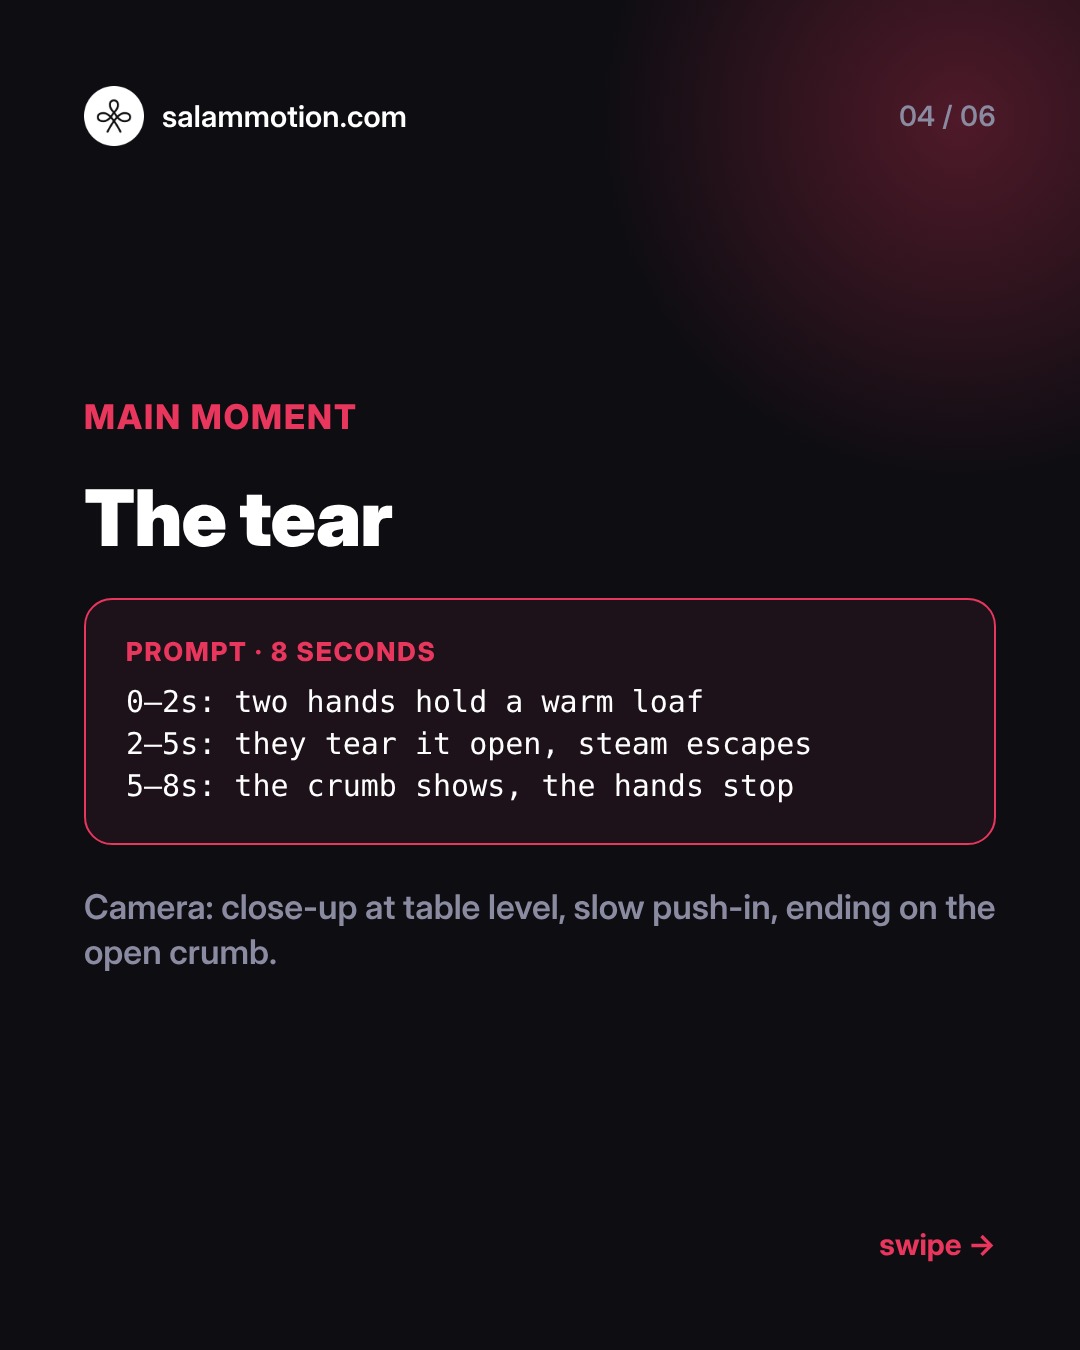 salammotion.com
04 / 06
MAIN MOMENT
The tear
PROMPT · 8 SECONDS
0–2s: two hands hold a warm loaf
2–5s: they tear it open, steam escapes
5–8s: the crumb shows, the hands stop
Camera: close-up at table level, slow push-in, ending on the
open crumb.
swipe →